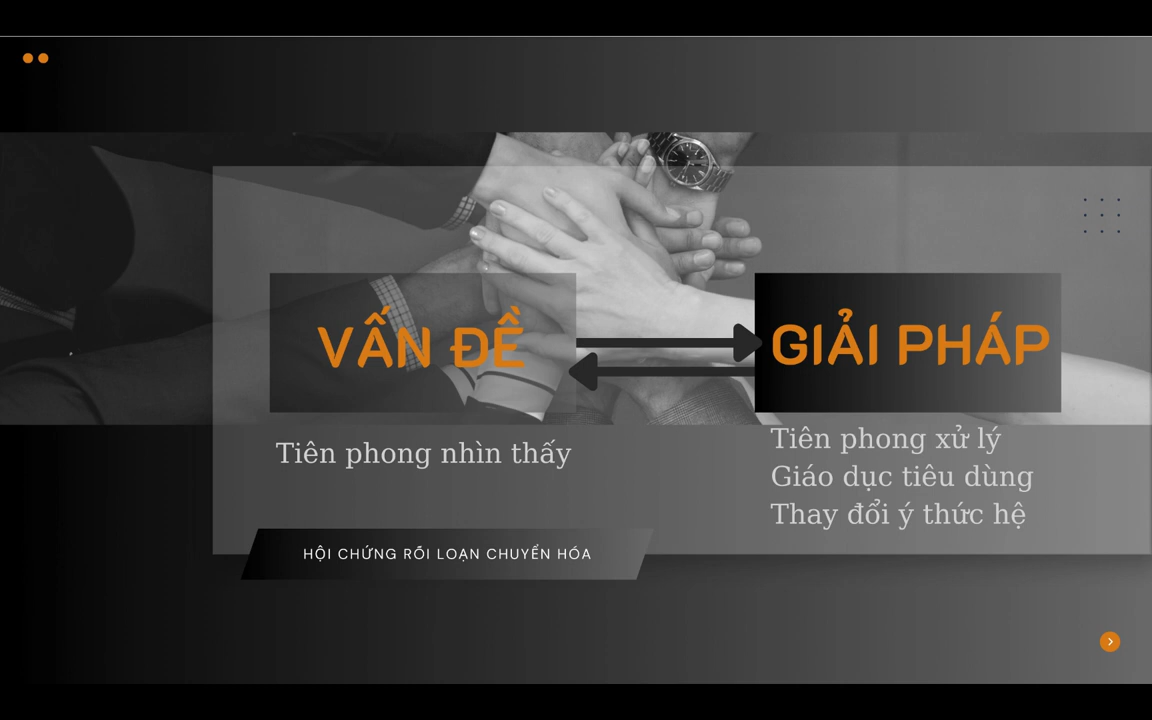 VẤN ĐỀ
GIẢI PHÁP
Tiên phong nhìn thấy
Tiên phong xử lý
Giáo dục tiêu dùng
Thay đổi ý thức hệ
HỘI CHỨNG RỐI LOẠN CHUYỂN HÓA